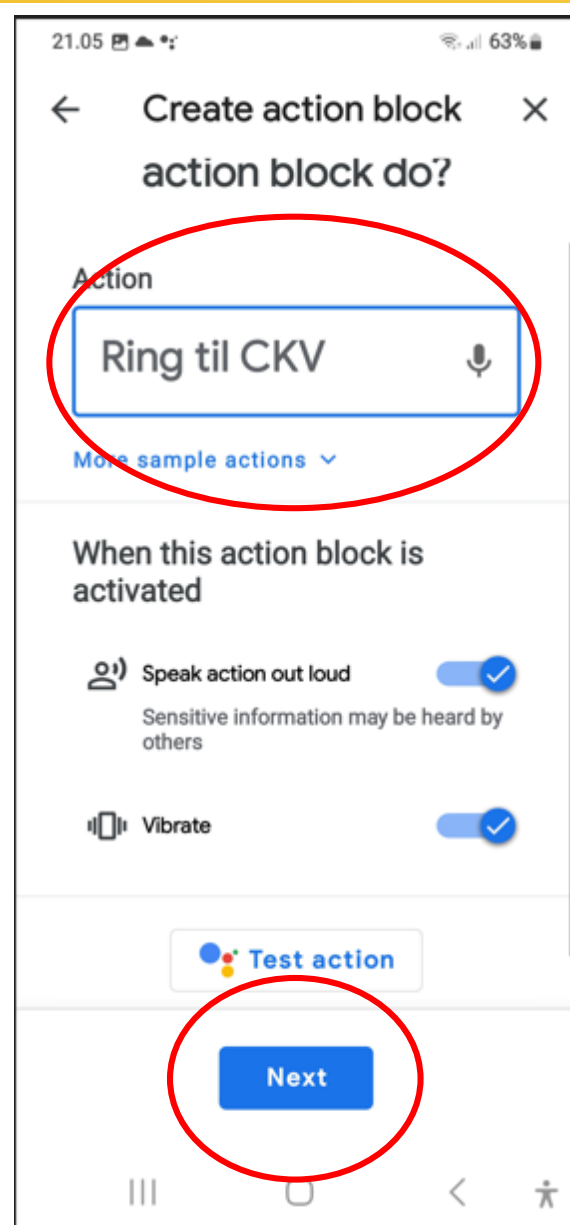 21.05 63%
Create action block
action block do?
Action
Ring til CKV
More sample actions
When this action block is
activated
Speak action out loud
Sensitive information may be heard by
others
Vibrate
Test action
Next